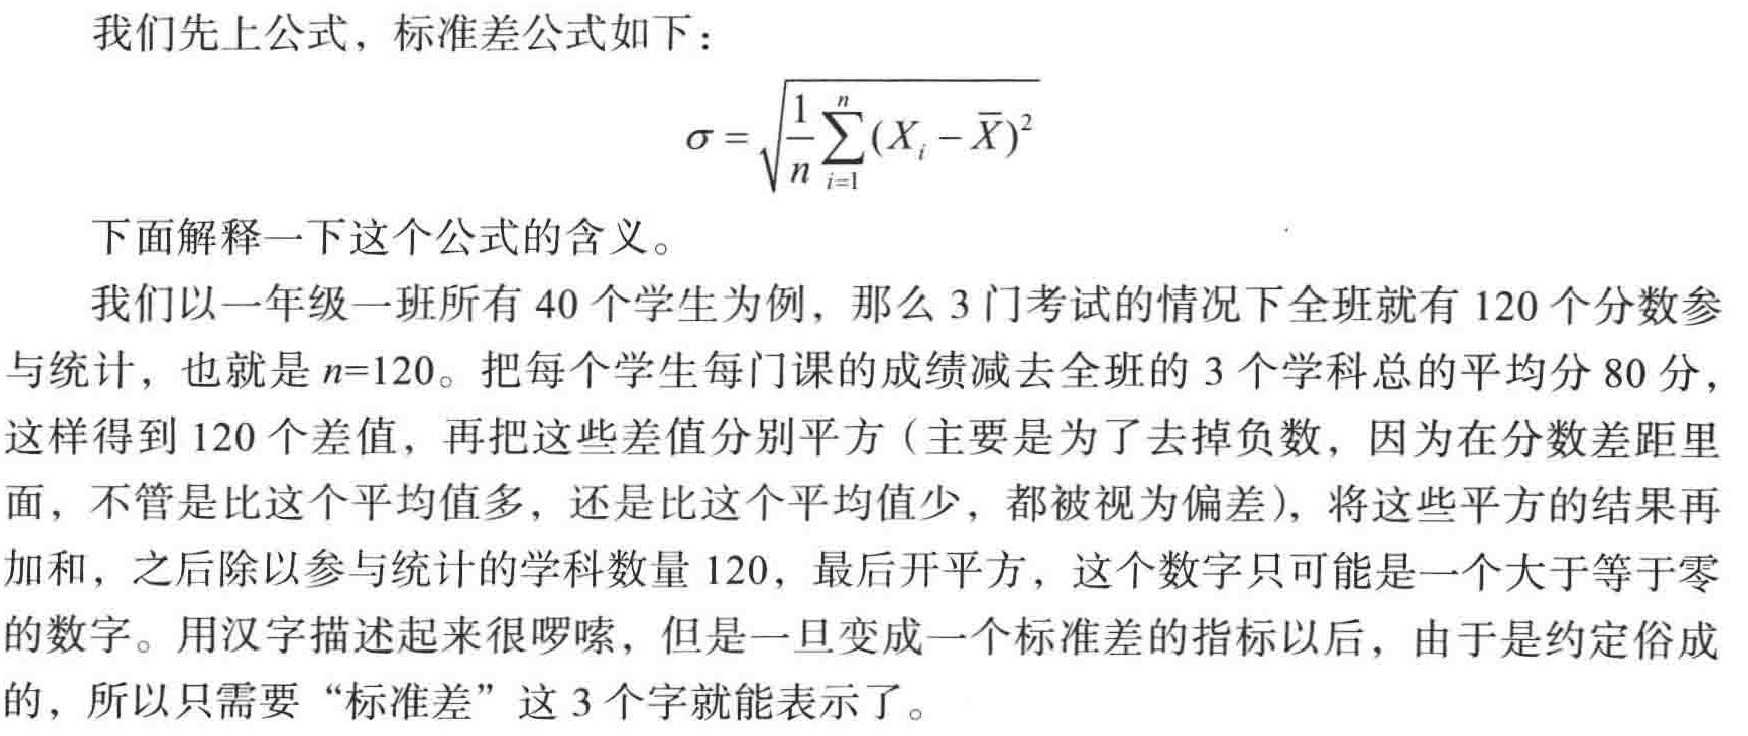 我们先上公式，标准差公式如下：
σ = √(1/n ∑_{i=1}^{n} (X_i − X̄)²)
下面解释一下这个公式的含义。
我们以一年级一班所有 40 个学生为例，那么 3 门考试的情况下全班就有 120 个分数参
与统计，也就是 n=120。把每个学生每门课的成绩减去全班的 3 个学科总的平均分 80 分，
这样得到 120 个差值，再把这些差值分别平方（主要是为了去掉负数，因为在分数差距里
面，不管是比这个平均值多，还是比这个平均值少，都被视为偏差），将这些平方的结果再
加和，之后除以参与统计的学科数量 120，最后开平方，这个数字只可能是一个大于等于零
的数字。用汉字描述起来很啰嗦，但是一旦变成一个标准差的指标以后，由于是约定俗成
的，所以只需要“标准差”这 3 个字就能表示了。